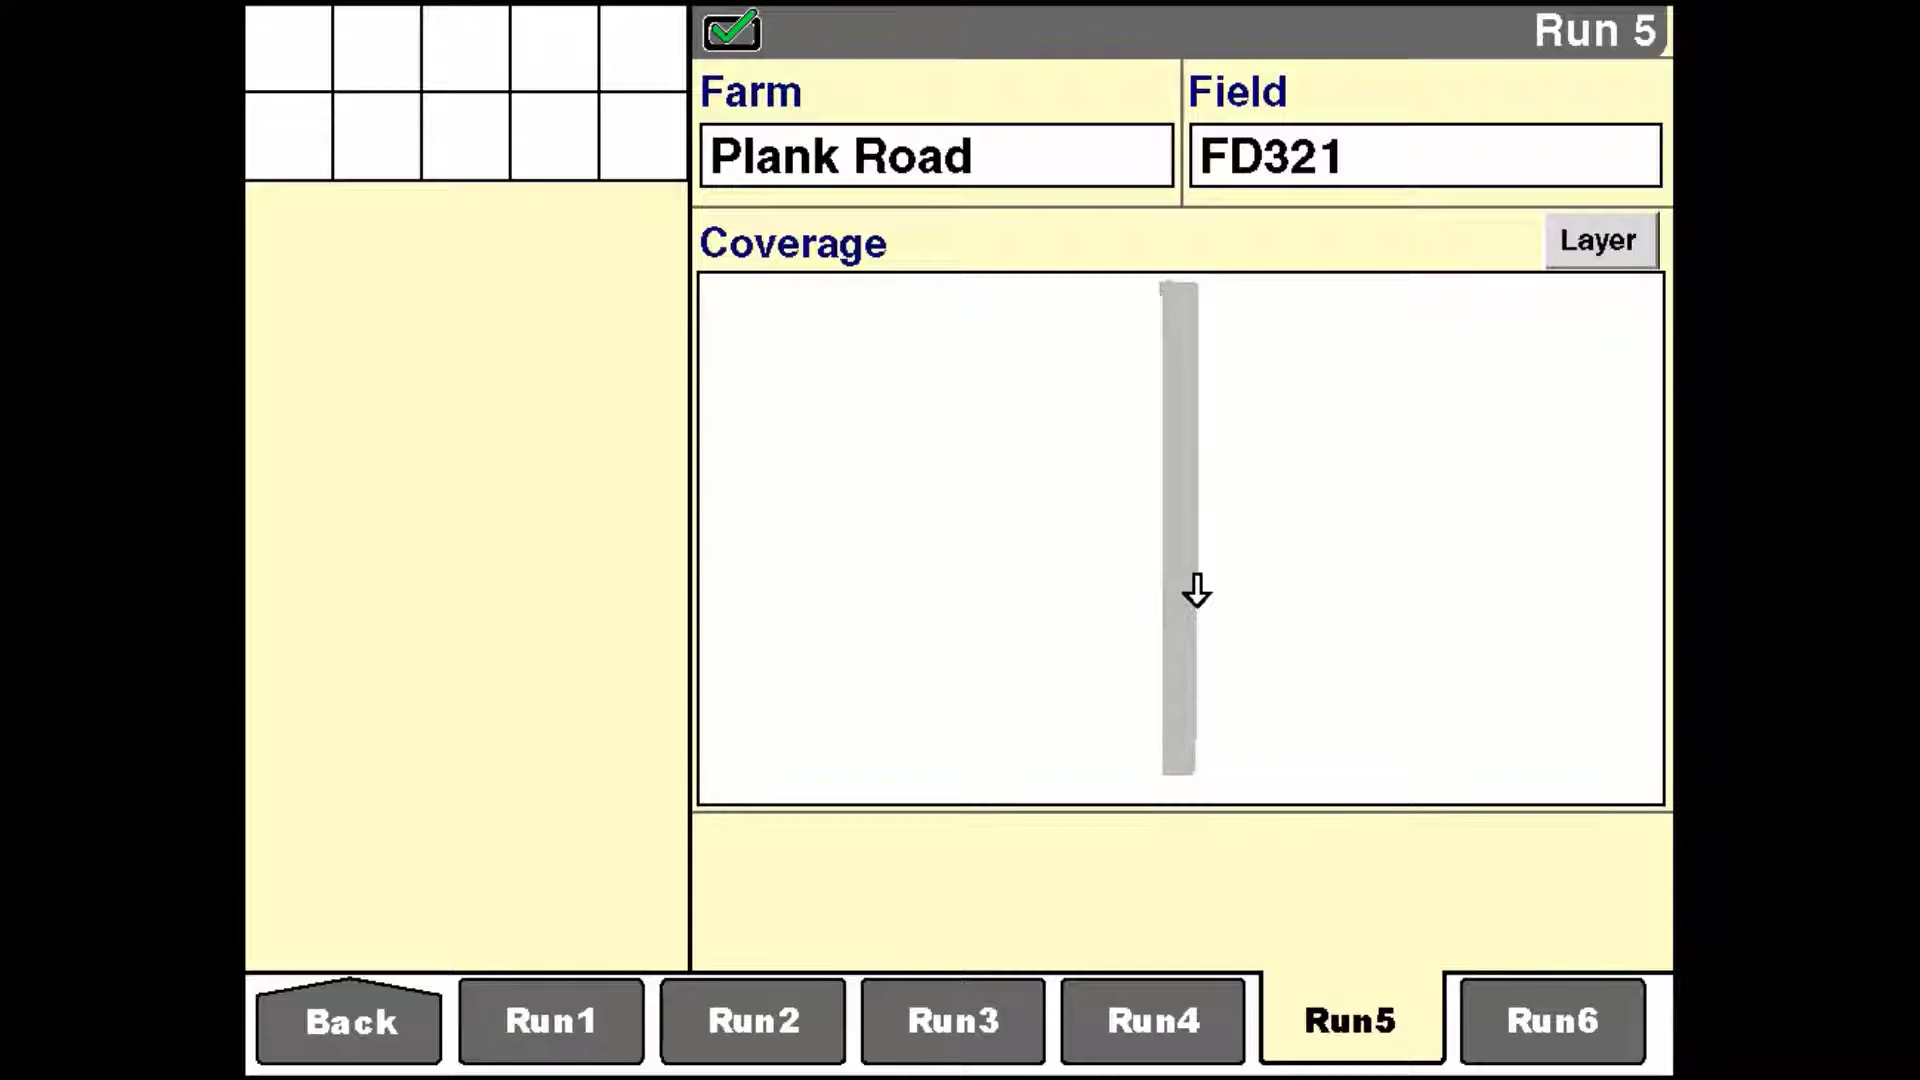 Run 5
Farm
Field
Plank Road
FD321
Coverage
Layer
Back
Run1
Run2
Run3
Run4
Run5
Run6